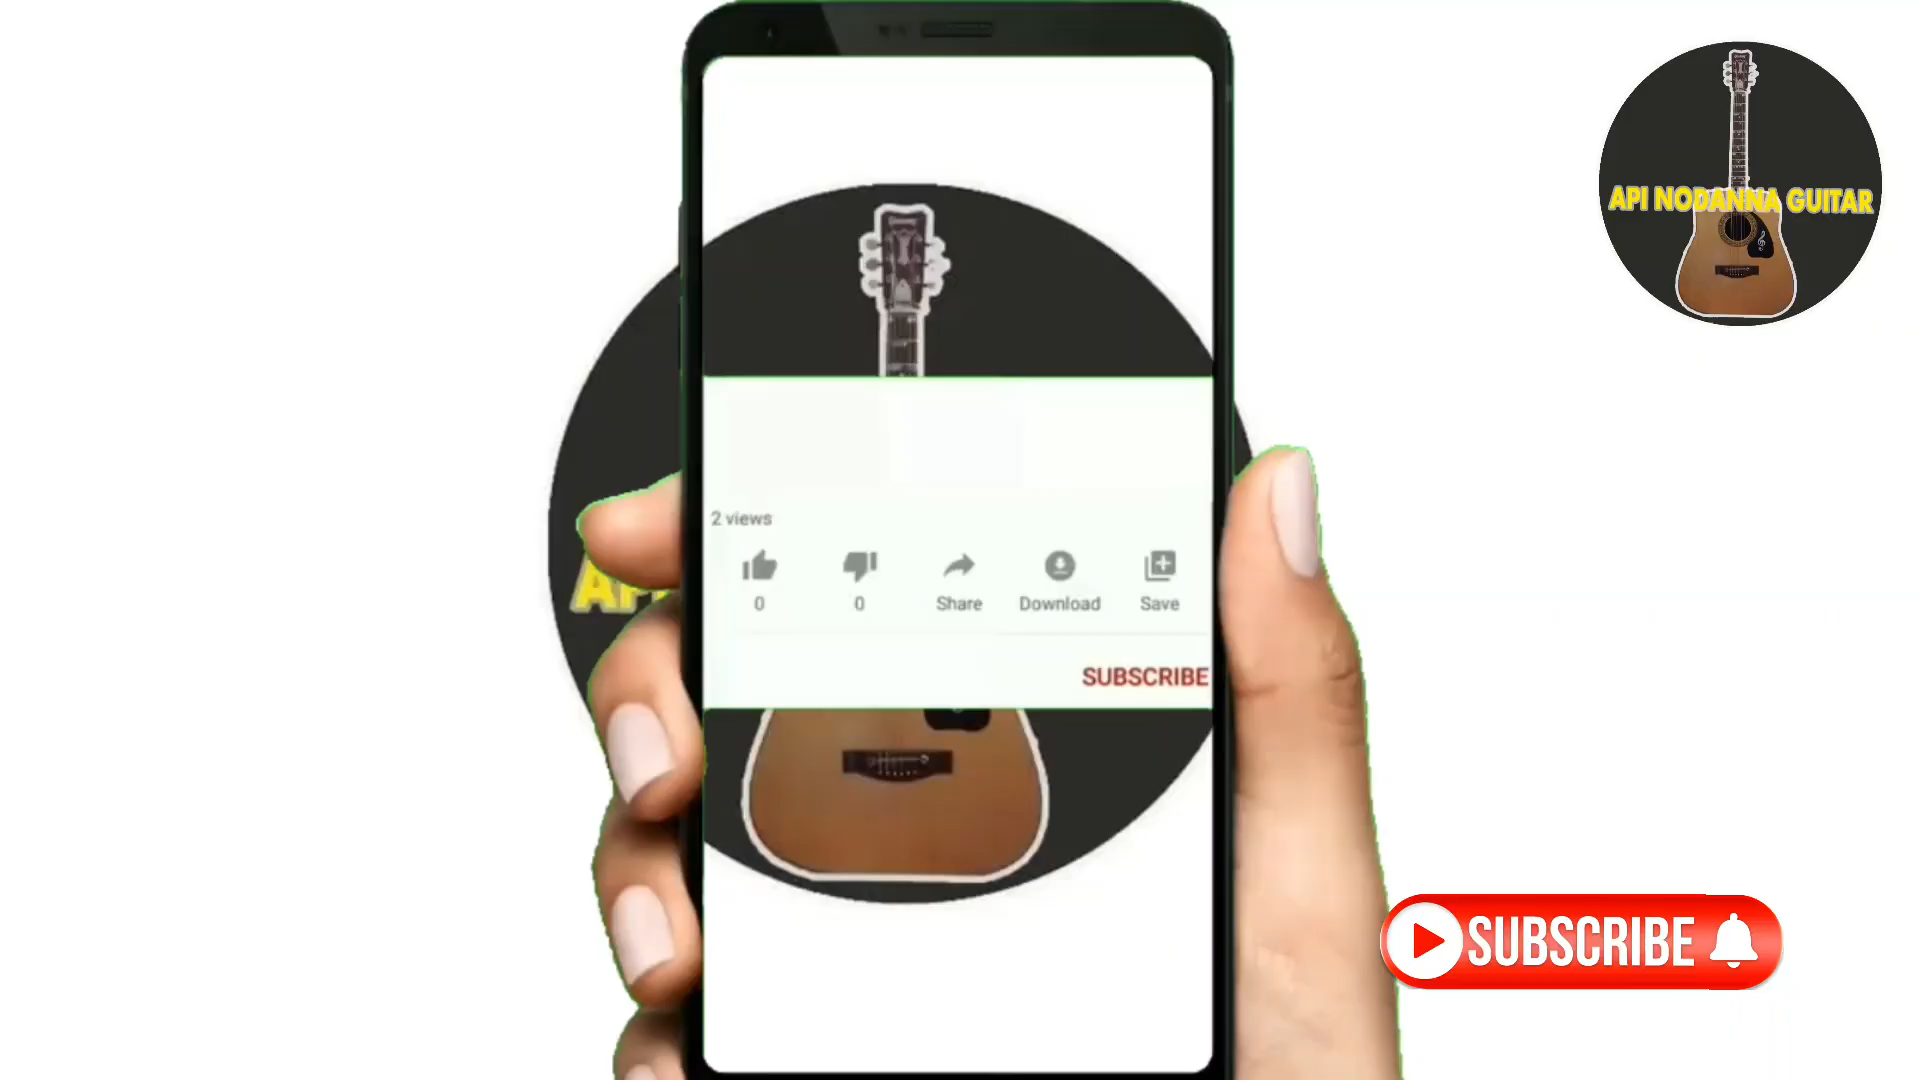 API NODANNA GUITAR
2 views
0 0 Share Download Save
SUBSCRIBE
SUBSCRIBE